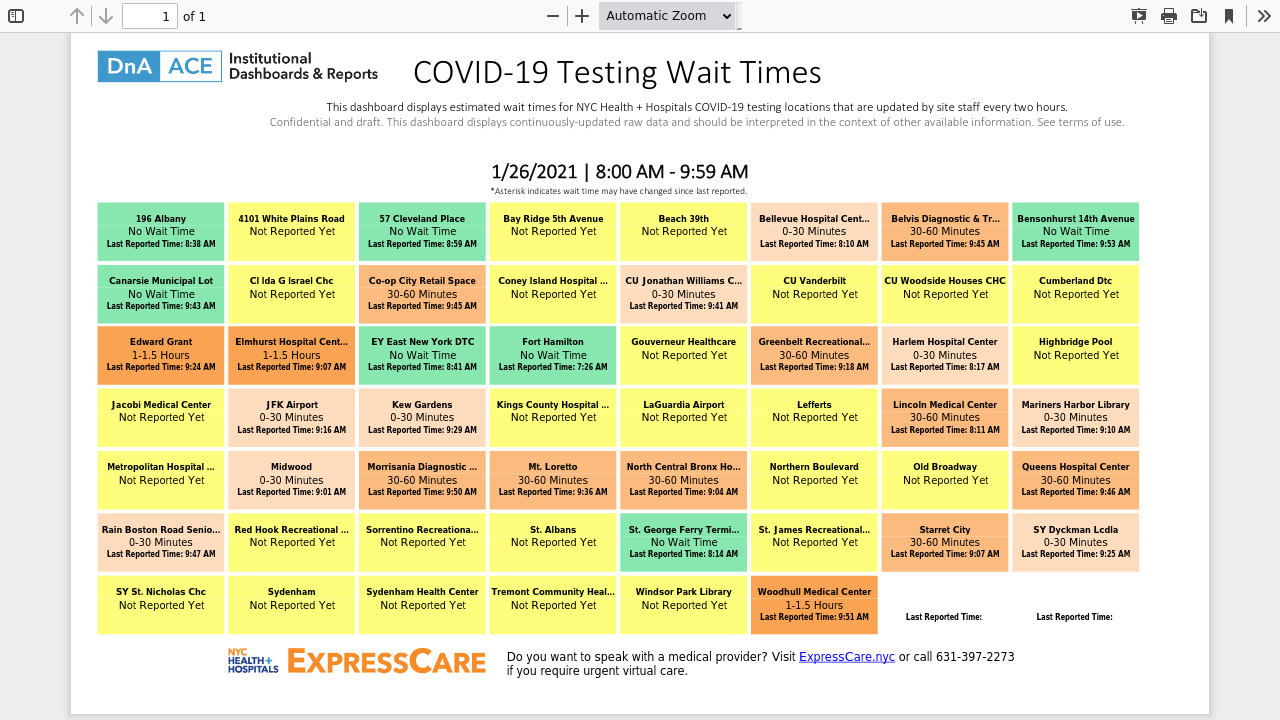 1 of 1 Automatic Zoom
DnA ACE Institutional
Dashboards & Reports
COVID-19 Testing Wait Times
This dashboard displays estimated wait times for NYC Health + Hospitals COVID-19 testing locations that are updated by site staff every two hours.
Confidential and draft. This dashboard displays continuously-updated raw data and should be interpreted in the context of other available information. See terms of use.
1/26/2021 | 8:00 AM - 9:59 AM
*Asterisk indicates wait time may have changed since last reported.
196 Albany
No Wait Time
Last Reported Time: 8:38 AM
4101 White Plains Road
Not Reported Yet
57 Cleveland Place
No Wait Time
Last Reported Time: 8:59 AM
Bay Ridge 5th Avenue
Not Reported Yet
Beach 39th
Not Reported Yet
Bellevue Hospital Cent...
0-30 Minutes
Last Reported Time: 8:10 AM
Belvis Diagnostic & Tr...
30-60 Minutes
Last Reported Time: 9:45 AM
Bensonhurst 14th Avenue
No Wait Time
Last Reported Time: 9:53 AM
Canarsie Municipal Lot
No Wait Time
Last Reported Time: 9:43 AM
Cl Ida G Israel Chc
Not Reported Yet
Co-op City Retail Space
30-60 Minutes
Last Reported Time: 9:45 AM
Coney Island Hospital ...
Not Reported Yet
CU Jonathan Williams C...
0-30 Minutes
Last Reported Time: 9:41 AM
CU Vanderbilt
Not Reported Yet
CU Woodside Houses CHC
Not Reported Yet
Cumberland Dtc
Not Reported Yet
Edward Grant
1-1.5 Hours
Last Reported Time: 9:24 AM
Elmhurst Hospital Cent...
1-1.5 Hours
Last Reported Time: 9:07 AM
EY East New York DTC
No Wait Time
Last Reported Time: 8:41 AM
Fort Hamilton
No Wait Time
Last Reported Time: 7:26 AM
Gouverneur Healthcare
Not Reported Yet
Greenbelt Recreational...
30-60 Minutes
Last Reported Time: 9:18 AM
Harlem Hospital Center
0-30 Minutes
Last Reported Time: 8:17 AM
Highbridge Pool
Not Reported Yet
Jacobi Medical Center
Not Reported Yet
JFK Airport
0-30 Minutes
Last Reported Time: 9:16 AM
Kew Gardens
0-30 Minutes
Last Reported Time: 9:29 AM
Kings County Hospital ...
Not Reported Yet
LaGuardia Airport
Not Reported Yet
Lefferts
Not Reported Yet
Lincoln Medical Center
30-60 Minutes
Last Reported Time: 8:11 AM
Mariners Harbor Library
0-30 Minutes
Last Reported Time: 9:10 AM
Metropolitan Hospital ...
Not Reported Yet
Midwood
0-30 Minutes
Last Reported Time: 9:01 AM
Morrisania Diagnostic ...
30-60 Minutes
Last Reported Time: 9:50 AM
Mt. Loretto
30-60 Minutes
Last Reported Time: 9:36 AM
North Central Bronx Ho...
30-60 Minutes
Last Reported Time: 9:04 AM
Northern Boulevard
Not Reported Yet
Old Broadway
Not Reported Yet
Queens Hospital Center
30-60 Minutes
Last Reported Time: 9:46 AM
Rain Boston Road Senio...
0-30 Minutes
Last Reported Time: 9:47 AM
Red Hook Recreational ...
Not Reported Yet
Sorrentino Recreationa...
Not Reported Yet
St. Albans
Not Reported Yet
St. George Ferry Termi...
No Wait Time
Last Reported Time: 8:14 AM
St. James Recreational...
Not Reported Yet
Starret City
30-60 Minutes
Last Reported Time: 9:07 AM
SY Dyckman Lcdla
0-30 Minutes
Last Reported Time: 9:25 AM
SY St. Nicholas Chc
Not Reported Yet
Sydenham
Not Reported Yet
Sydenham Health Center
Not Reported Yet
Tremont Community Heal...
Not Reported Yet
Windsor Park Library
Not Reported Yet
Woodhull Medical Center
1-1.5 Hours
Last Reported Time: 9:51 AM
Last Reported Time:
Last Reported Time:
NYC
HEALTH+
HOSPITALS
EXPRESSCARE
Do you want to speak with a medical provider? Visit ExpressCare.nyc or call 631-397-2273
if you require urgent virtual care.